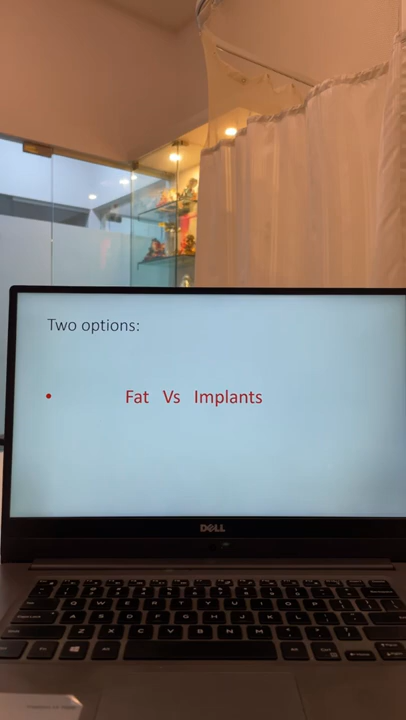 Two options:
• Fat Vs Implants
DELL